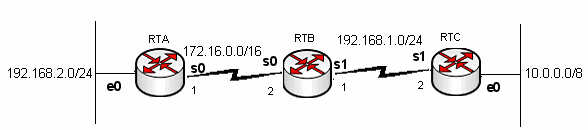 RTA
RTB
RTC
172.16.0.0/16
192.168.1.0/24
192.168.2.0/24
s0
s0
s1
s1
10.0.0.0/8
e0
1
2
1
2
e0